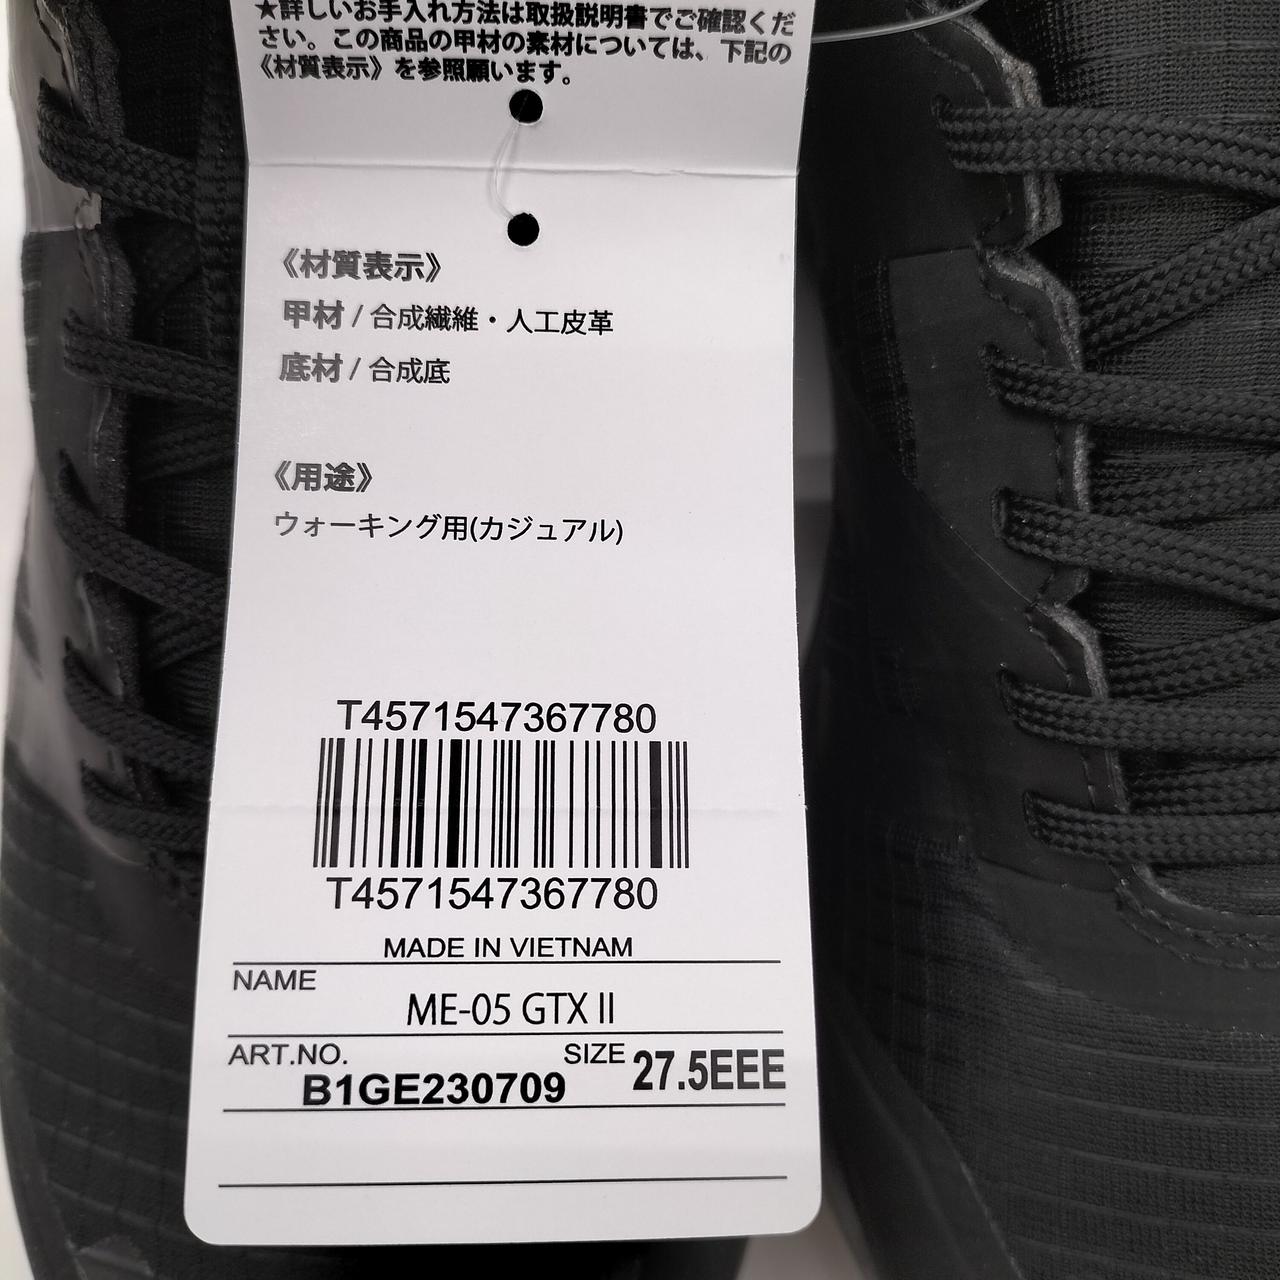 ★詳しいお手入れ方法は取扱説明書でご確認くだ
さい。この商品の甲材の素材については、下記の
《材質表示》を参照願います。
《材質表示》
甲材 / 合成繊維・人工皮革
底材 / 合成底
《用途》
ウォーキング用(カジュアル)
T4571547367780
T4571547367780
MADE IN VIETNAM
NAME
ME-05 GTX II
ART.NO.
B1GE230709
SIZE 27.5EEE